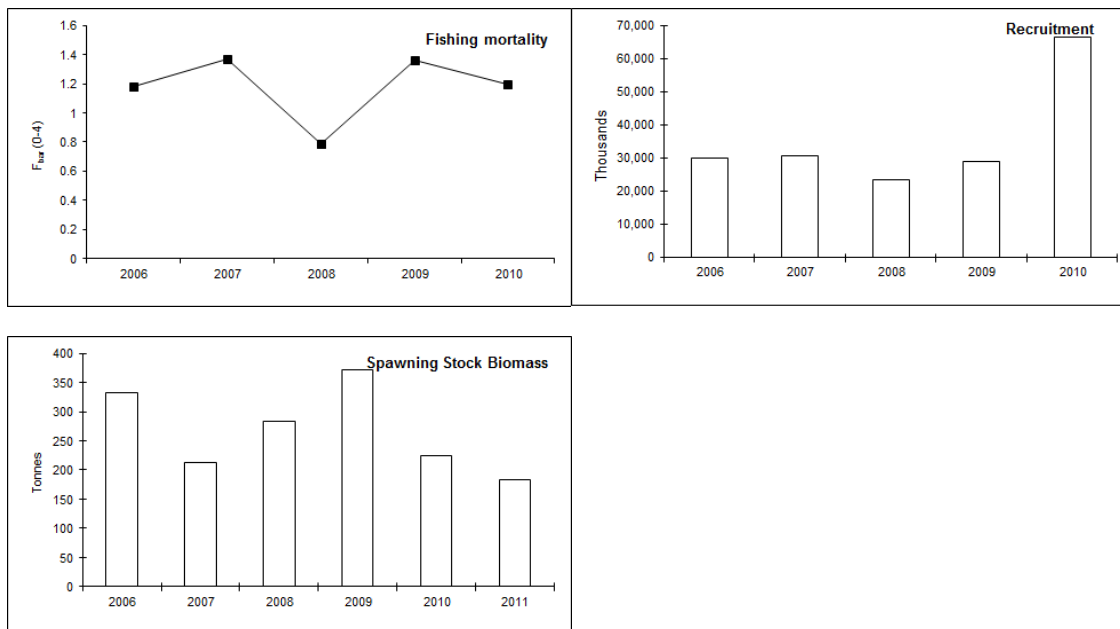 Fishing mortality
1.6
1.4
1.2
1
0.8
0.6
0.4
0.2
0
Fbar (0-4)
2006 2007 2008 2009 2010
Recruitment
70,000
60,000
50,000
40,000
30,000
20,000
10,000
0
Thousands
2006 2007 2008 2009 2010
Spawning Stock Biomass
400
350
300
250
200
150
100
50
0
Tonnes
2006 2007 2008 2009 2010 2011